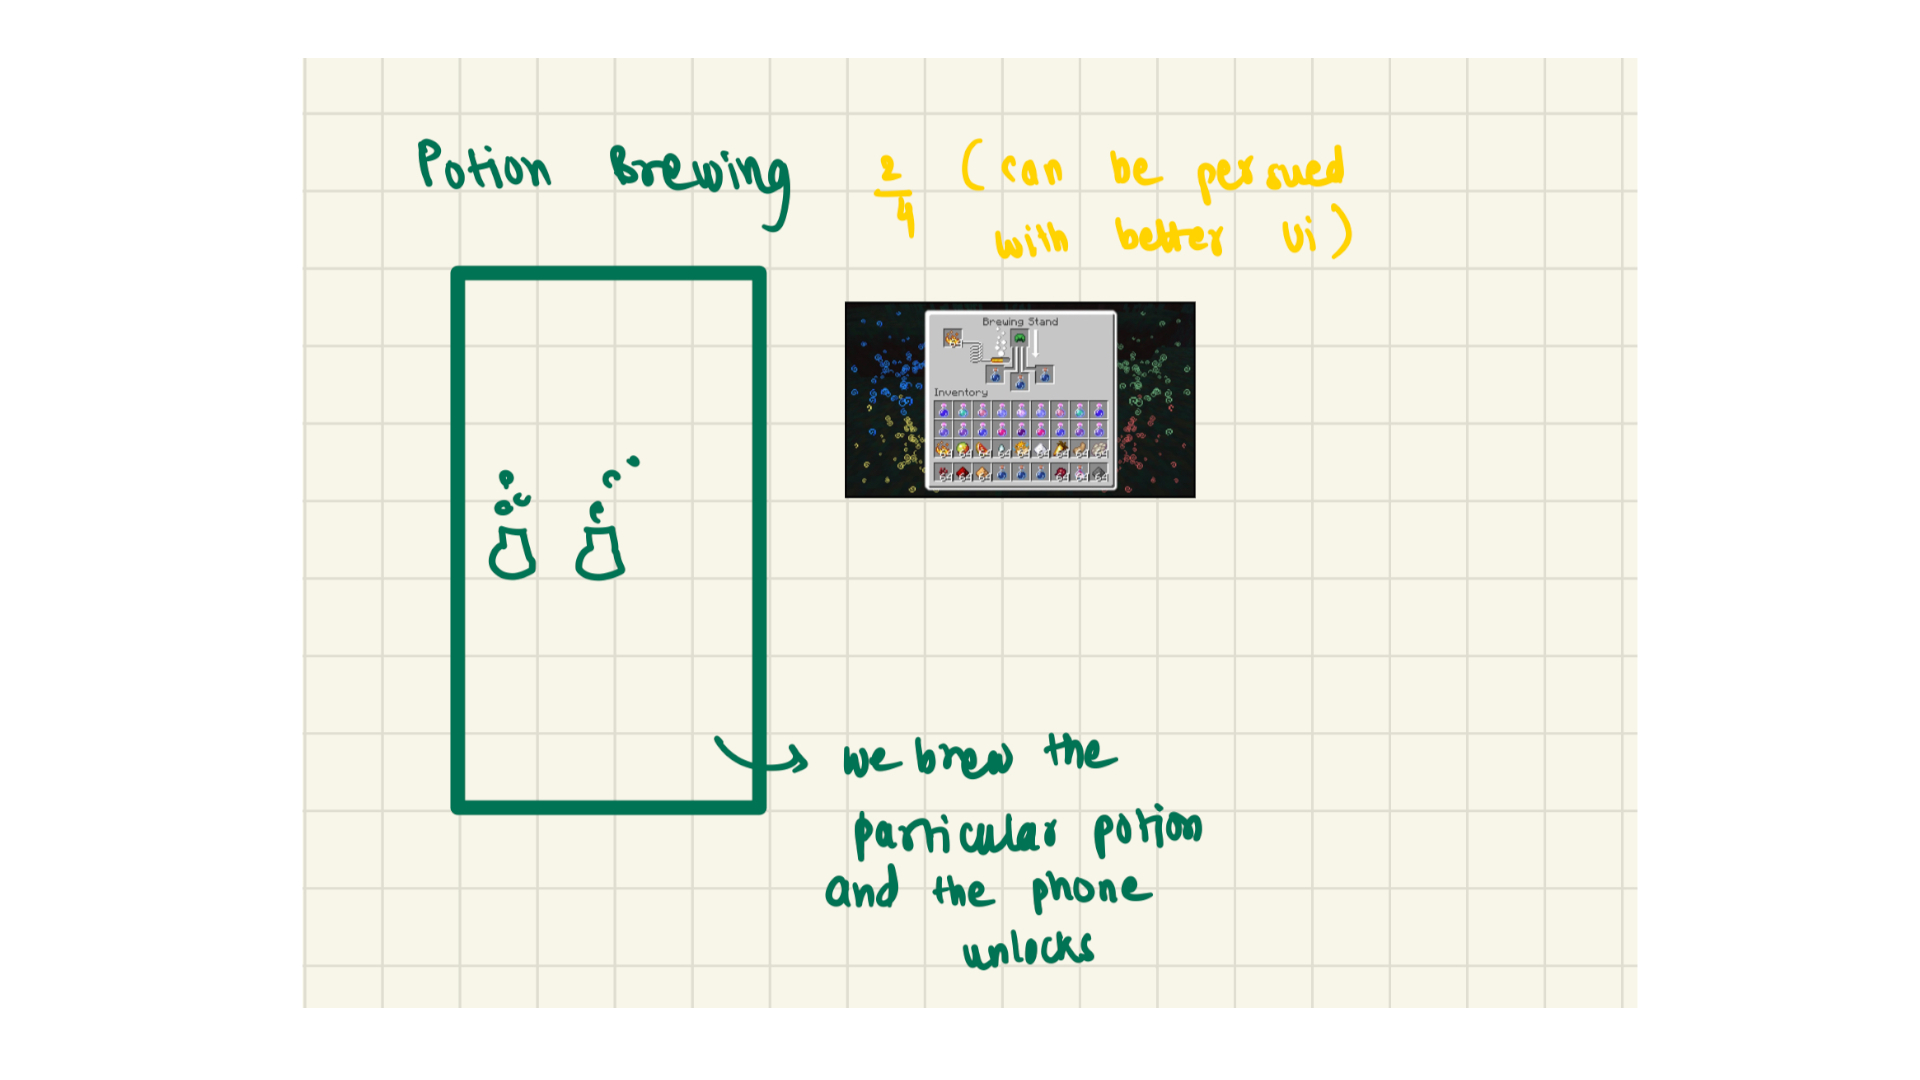 Potion Brewing
2/4 (can be persued
with better Ui)
Brewing Stand
Inventory
we brew the
particular potion
and the phone
unlocks